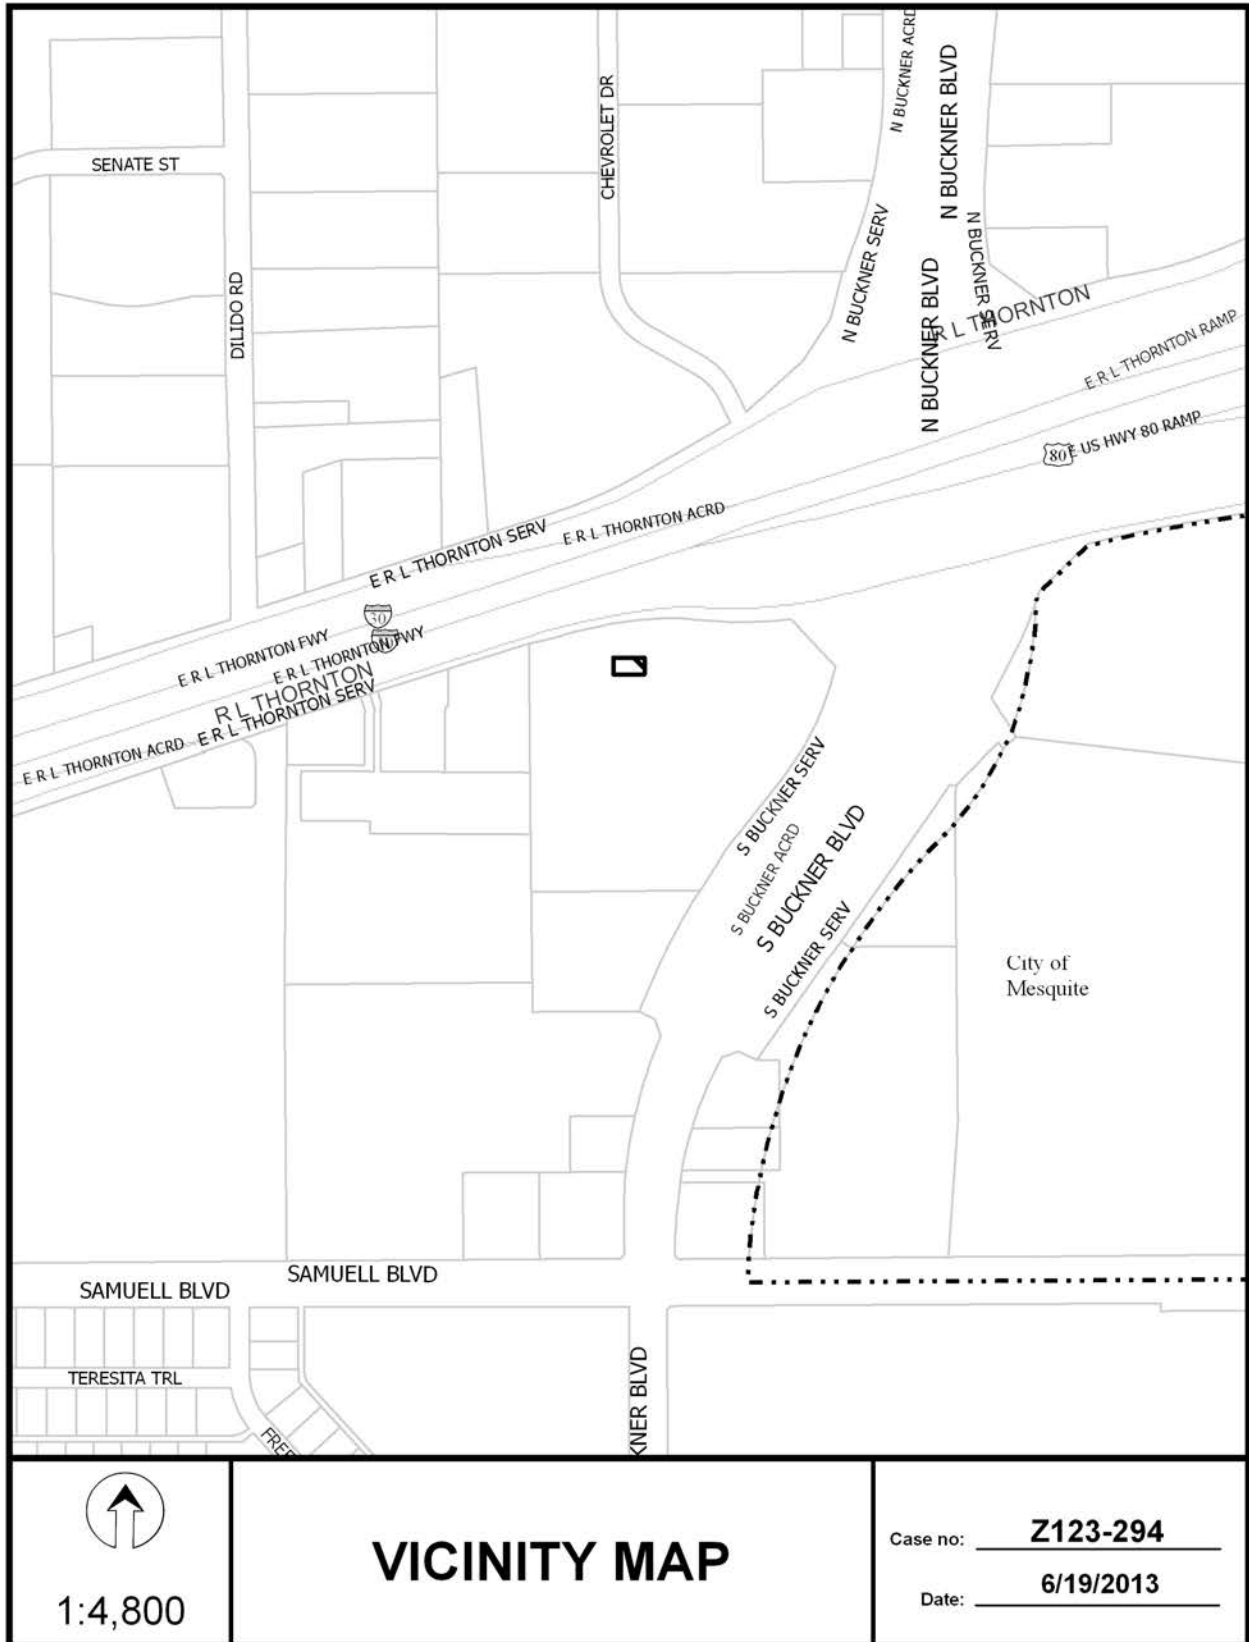 N BUCKNER ACRD
N BUCKNER BLVD
CHEVROLET DR
SENATE ST
N BUCKNER SERV
N BUCKNER SERV
DILIDO RD
N BUCKNER BLVD
R L THORNTON
E R L THORNTON RAMP
80
E US HWY 80 RAMP
E R L THORNTON SERV
E R L THORNTON ACRD
30
E R L THORNTON FWY
E R L THORNTON FWY
R L THORNTON
E R L THORNTON SERV
E R L THORNTON ACRD
S BUCKNER SERV
S BUCKNER ACRD
S BUCKNER BLVD
S BUCKNER SERV
City of
Mesquite
SAMUELL BLVD
SAMUELL BLVD
TERESITA TRL
KNER BLVD
1:4,800
VICINITY MAP
Case no: Z123-294
Date: 6/19/2013